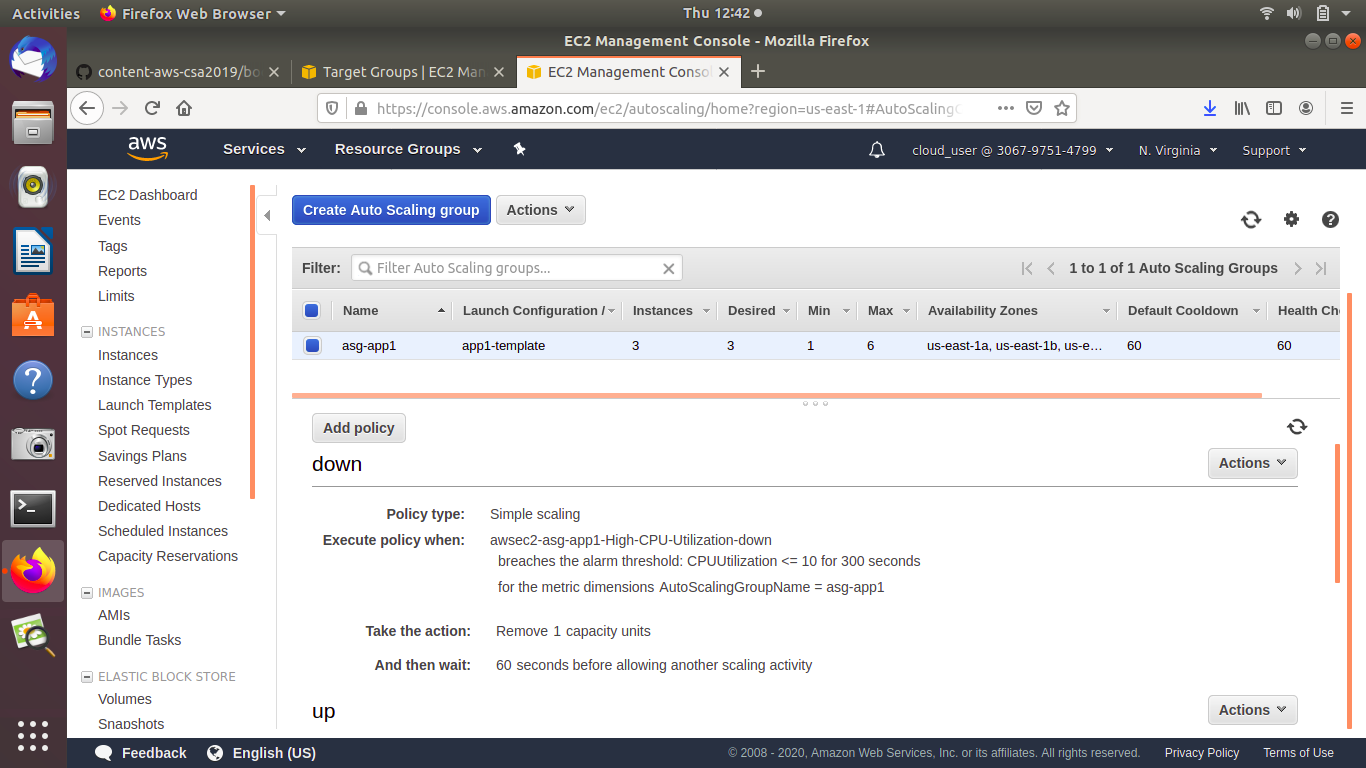 Activities Firefox Web Browser Thu 12:42
EC2 Management Console - Mozilla Firefox
content-aws-csa2019/bo Target Groups | EC2 Man EC2 Management Conso
https://console.aws.amazon.com/ec2/autoscaling/home?region=us-east-1#AutoScaling
aws Services Resource Groups cloud_user @ 3067-9751-4799 N. Virginia Support
EC2 Dashboard
Events
Tags
Reports
Limits
INSTANCES
Instances
Instance Types
Launch Templates
Spot Requests
Savings Plans
Reserved Instances
Dedicated Hosts
Scheduled Instances
Capacity Reservations
IMAGES
AMIs
Bundle Tasks
ELASTIC BLOCK STORE
Volumes
Snapshots
Create Auto Scaling group Actions
Filter: Filter Auto Scaling groups... 1 to 1 of 1 Auto Scaling Groups
Name Launch Configuration / Instances Desired Min Max Availability Zones Default Cooldown Health Che
asg-app1 app1-template 3 3 1 6 us-east-1a, us-east-1b, us-e... 60 60
Add policy
down Actions
Policy type: Simple scaling
Execute policy when: awsec2-asg-app1-High-CPU-Utilization-down
breaches the alarm threshold: CPUUtilization <= 10 for 300 seconds
for the metric dimensions AutoScalingGroupName = asg-app1
Take the action: Remove 1 capacity units
And then wait: 60 seconds before allowing another scaling activity
up Actions
Feedback English (US) © 2008 - 2020, Amazon Web Services, Inc. or its affiliates. All rights reserved. Privacy Policy Terms of Use